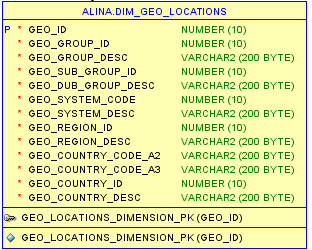 ALINA.DIM_GEO_LOCATIONS
P * GEO_ID NUMBER (10)
* GEO_GROUP_ID NUMBER (10)
* GEO_GROUP_DESC VARCHAR2 (200 BYTE)
* GEO_SUB_GROUP_ID NUMBER (10)
* GEO_DUB_GROUP_DESC VARCHAR2 (200 BYTE)
* GEO_SYSTEM_CODE NUMBER (10)
* GEO_SYSTEM_DESC VARCHAR2 (200 BYTE)
* GEO_REGION_ID NUMBER (10)
* GEO_REGION_DESC VARCHAR2 (200 BYTE)
* GEO_COUNTRY_CODE_A2 VARCHAR2 (200 BYTE)
* GEO_COUNTRY_CODE_A3 VARCHAR2 (200 BYTE)
* GEO_COUNTRY_ID NUMBER (10)
* GEO_COUNTRY_DESC VARCHAR2 (200 BYTE)
GEO_LOCATIONS_DIMENSION_PK (GEO_ID)
GEO_LOCATIONS_DIMENSION_PK (GEO_ID)